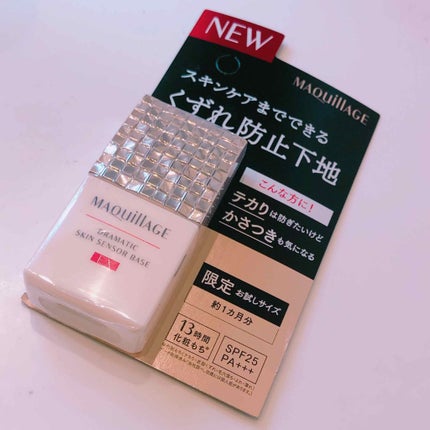 NEW
MAQuillAGE
スキンケアまでできる
くずれ防止下地
こんな方に！
テカリは防ぎたいけど
かさつきも気になる
限定 お試しサイズ
約1カ月分
13時間
化粧もち*
SPF25
PA+++
MAQuillAGE
DRAMATIC
SKIN SENSOR BASE
EX